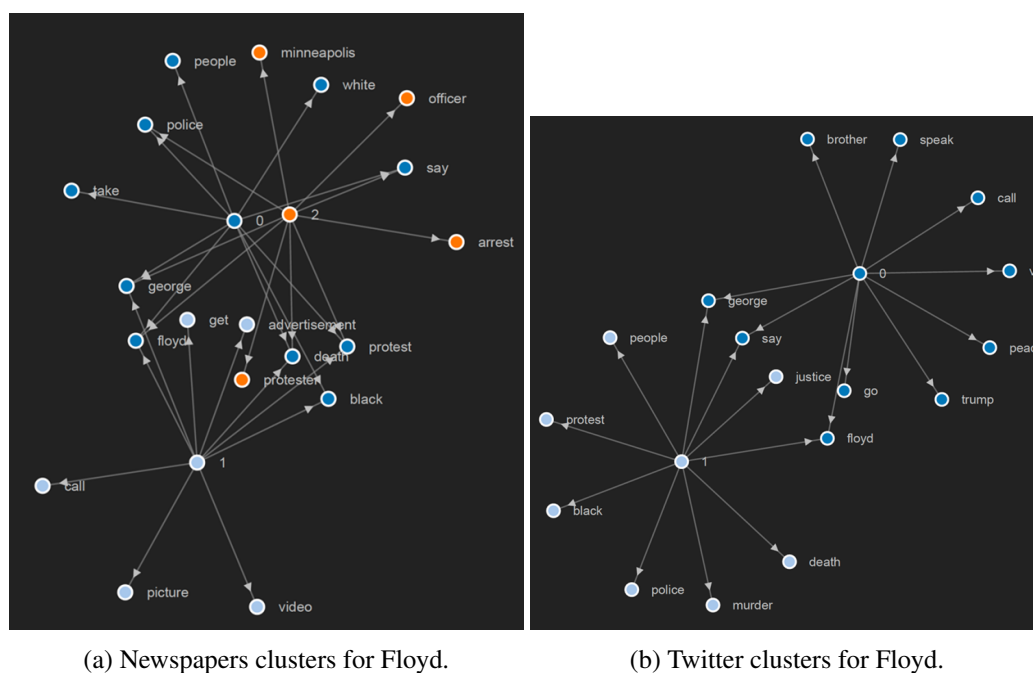 people
minneapolis
white
officer
police
say
take
0
2
arrest
george
get
advertisement
floyd
death
protest
protester
black
1
call
picture
video
brother
speak
call
0
george
people
say
justice
go
trump
protest
floyd
1
black
death
police
murder
(a) Newspapers clusters for Floyd.
(b) Twitter clusters for Floyd.